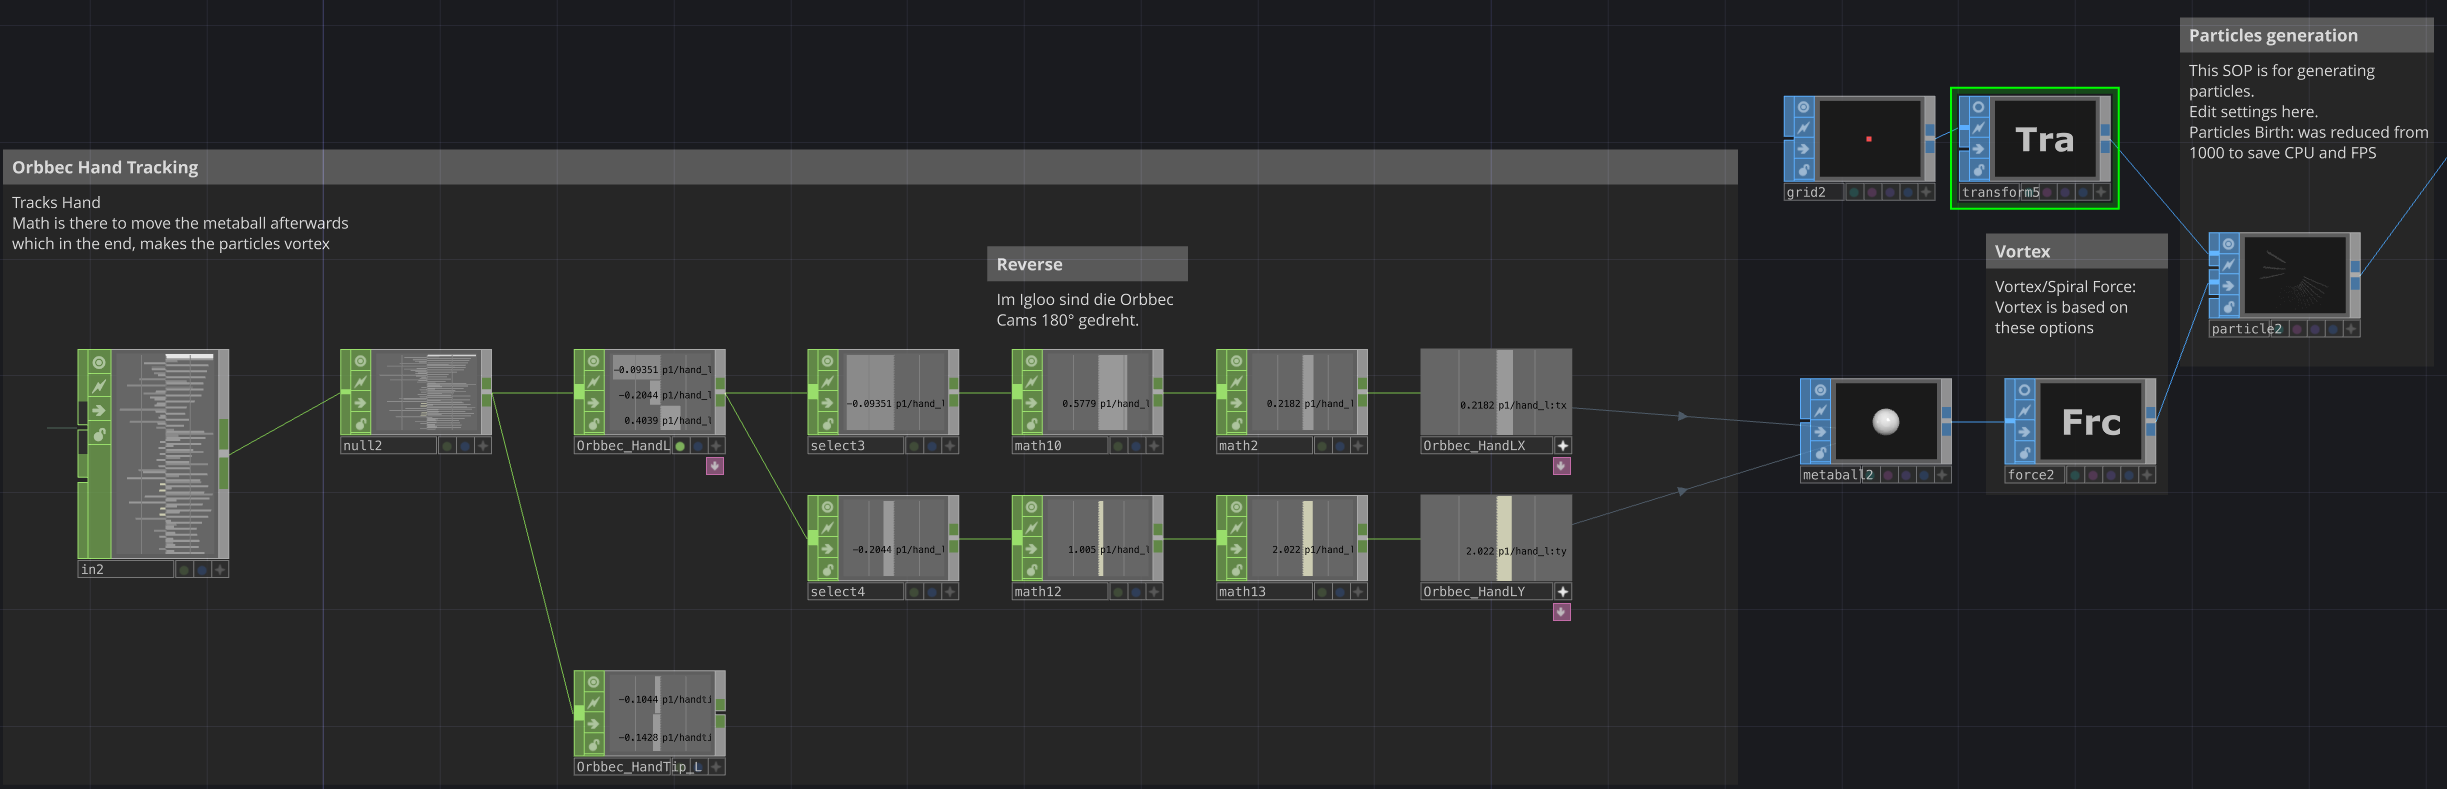 Particles generation
This SOP is for generating
particles.
Edit settings here.
Particles Birth: was reduced from
1000 to save CPU and FPS
Tra
grid2
transform5
Orbbec Hand Tracking
Tracks Hand
Math is there to move the metaball afterwards
which in the end, makes the particles vortex
Reverse
Im Igloo sind die Orbbec
Cams 180° gedreht.
Vortex
Vortex/Spiral Force:
Vortex is based on
these options
particle2
in2
null2
-0.09351 p1/hand_l
-0.2044 p1/hand_l
0.4039 p1/hand_l
Orbbec_HandL
-0.09351 p1/hand_l
select3
0.5779 p1/hand_l
math10
0.2182 p1/hand_l
math2
0.2182 p1/hand_l:tx
Orbbec_HandLX
metaball2
Frc
force2
-0.2044 p1/hand_l
select4
1.005 p1/hand_l
math12
2.022 p1/hand_l
math13
2.022 p1/hand_l:ty
Orbbec_HandLY
-0.1044 p1/handti
-0.1428 p1/handti
Orbbec_HandTip_L